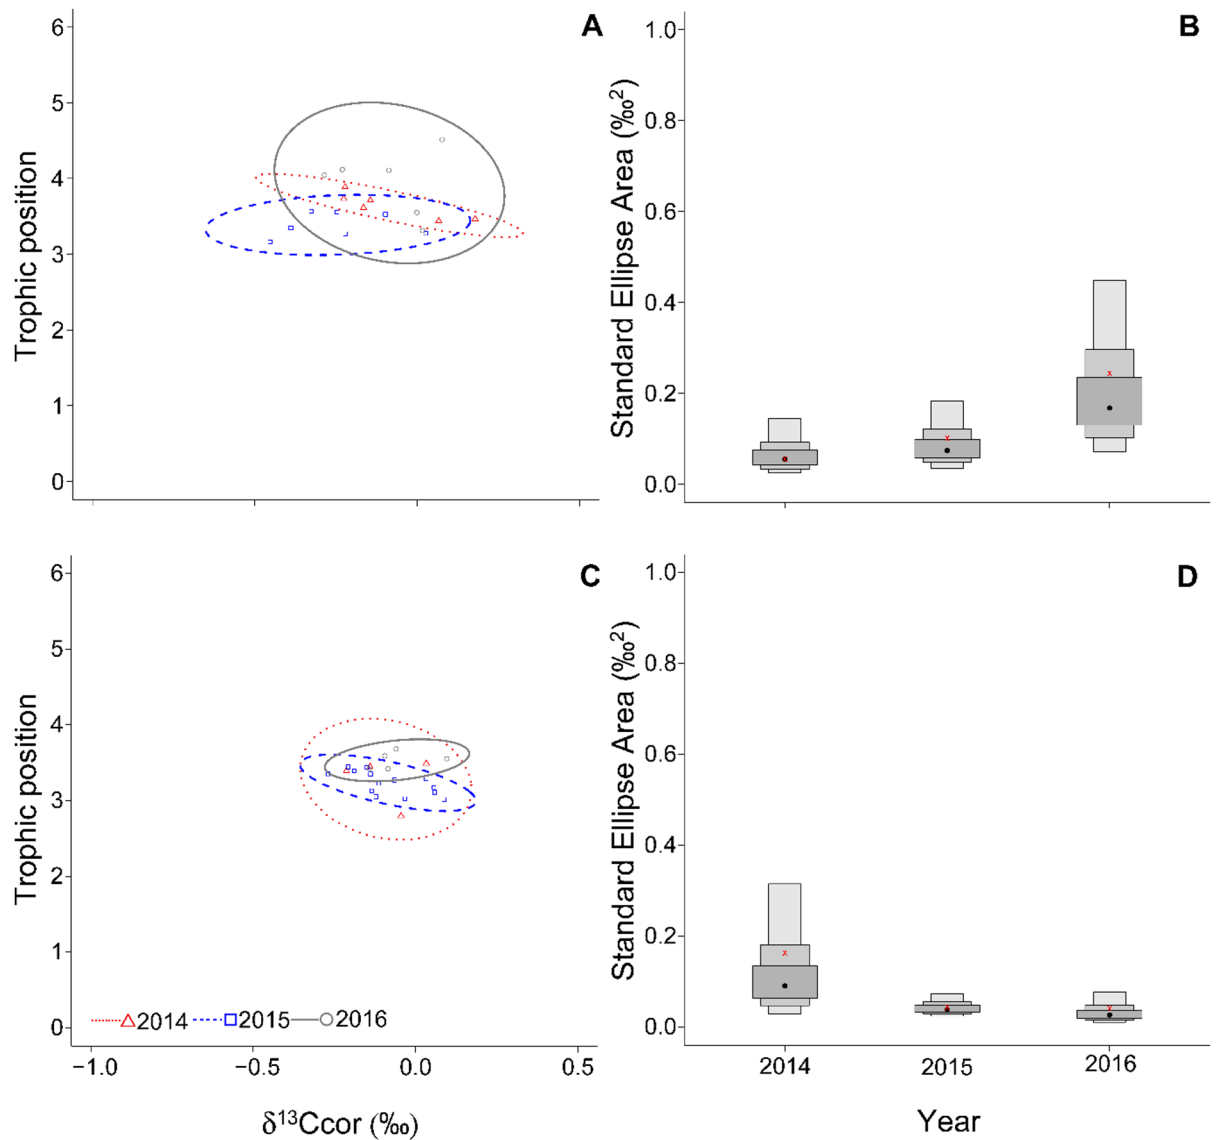 A
6
5
4
3
2
1
0
Trophic position
B
1.0
0.8
0.6
0.4
0.2
0.0
Standard Ellipse Area (‰²)
x
x
x
C
6
5
4
3
2
1
0
Trophic position
2014 2015 2016
−1.0 −0.5 0.0 0.5
δ¹³Ccor (‰)
D
1.0
0.8
0.6
0.4
0.2
0.0
Standard Ellipse Area (‰²)
x
x
x
2014 2015 2016
Year